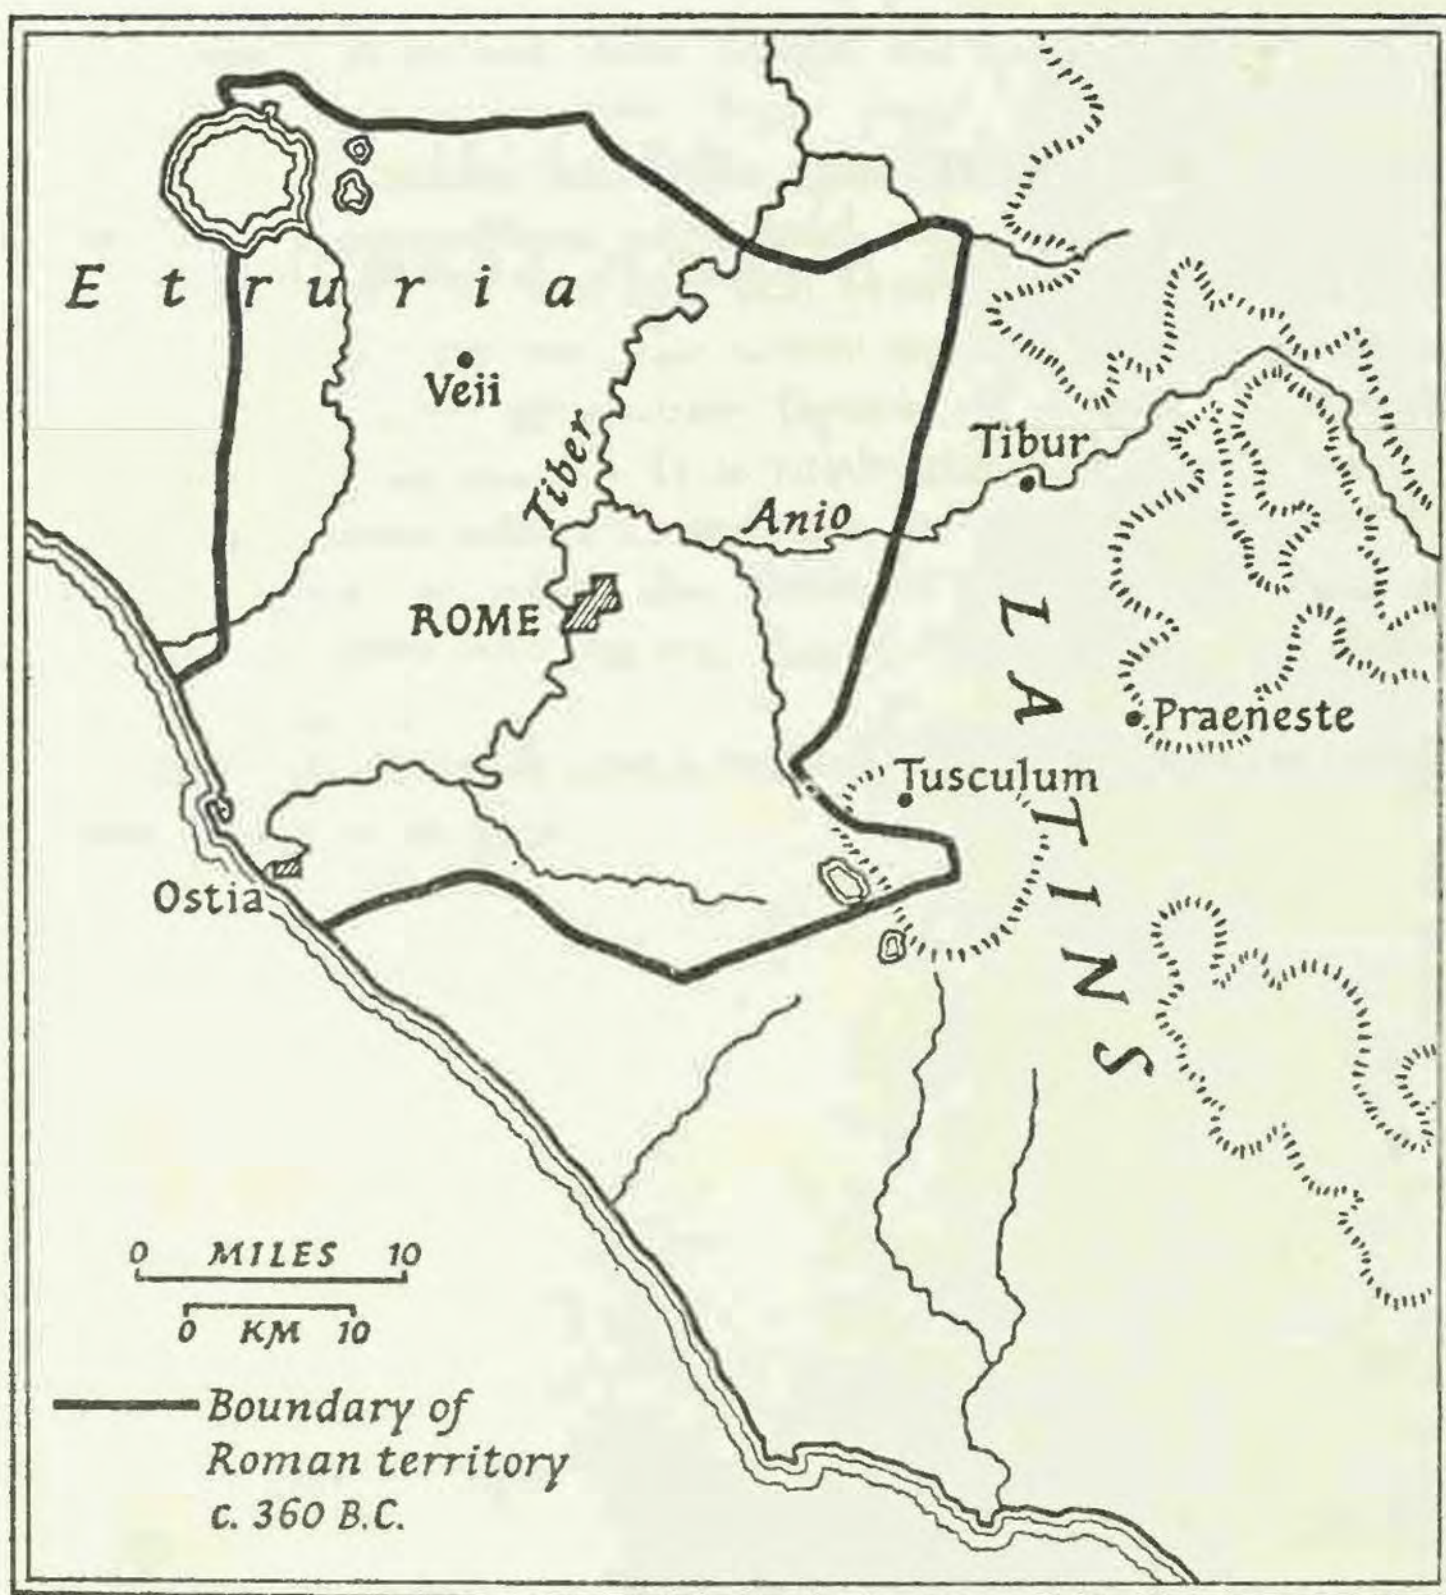 Etruria
Veii
Tiber
Anio
Tibur
ROME
LATINS
Praeneste
Tusculum
Ostia
0 MILES 10
0 KM 10
Boundary of
Roman territory
c. 360 B.C.